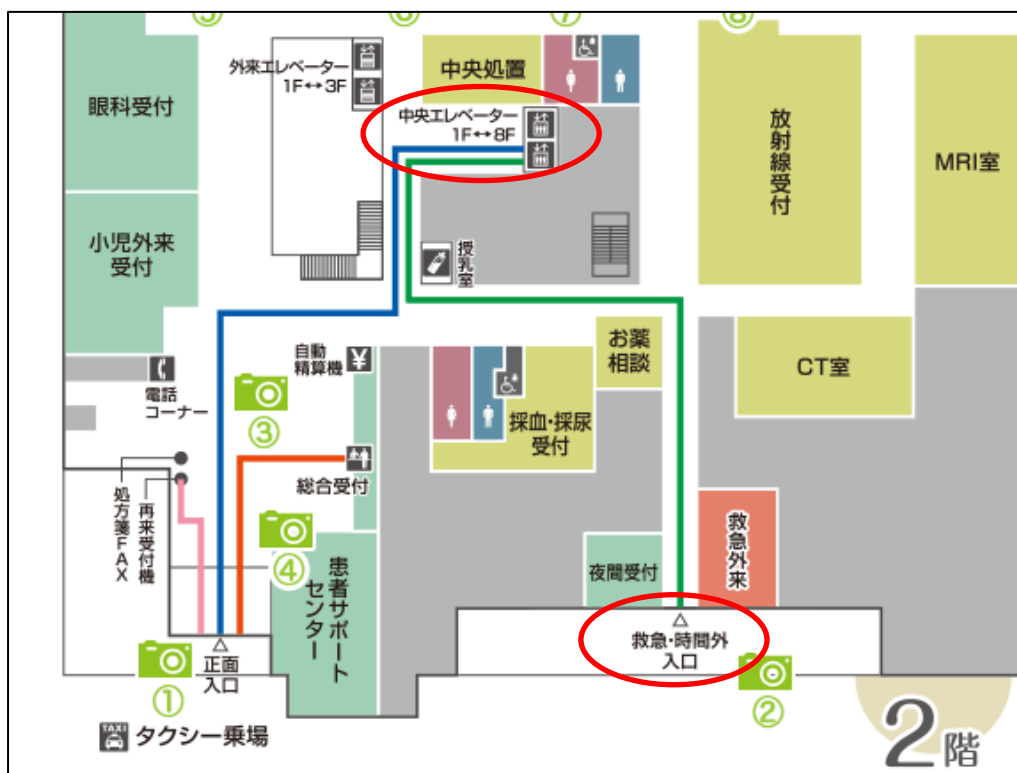 ⑤
⑥
⑦
⑧
外来エレベーター
1F↔3F
中央処置
眼科受付
中央エレベーター
1F↔8F
放射線受付
MRI室
小児外来
受付
授乳室
自動
精算機
¥
お薬
相談
CT室
電話
コーナー
③
採血・採尿
受付
総合受付
処方箋FAX
再来受付機
④
患者サポート
センター
夜間受付
救急外来
救急・時間外
入口
正面
入口
①
②
TAXI
タクシー乗場
2階